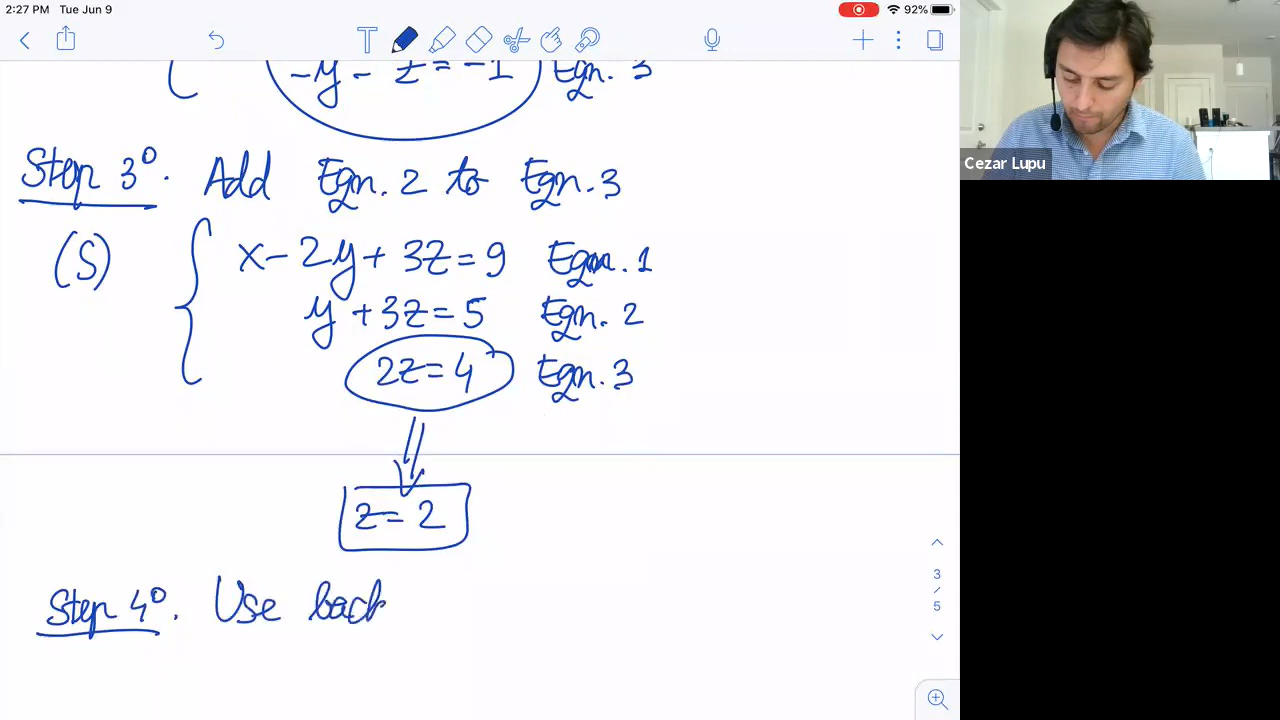 2:27 PM Tue Jun 9
92%
-y - z = -1 Eqn. 3
Step 3°. Add Eqn. 2 to Eqn. 3
(S) x - 2y + 3z = 9 Eqn. 1
y + 3z = 5 Eqn. 2
2z = 4 Eqn. 3
z = 2
Step 4°. Use back
3 / 5
Cezar Lupu